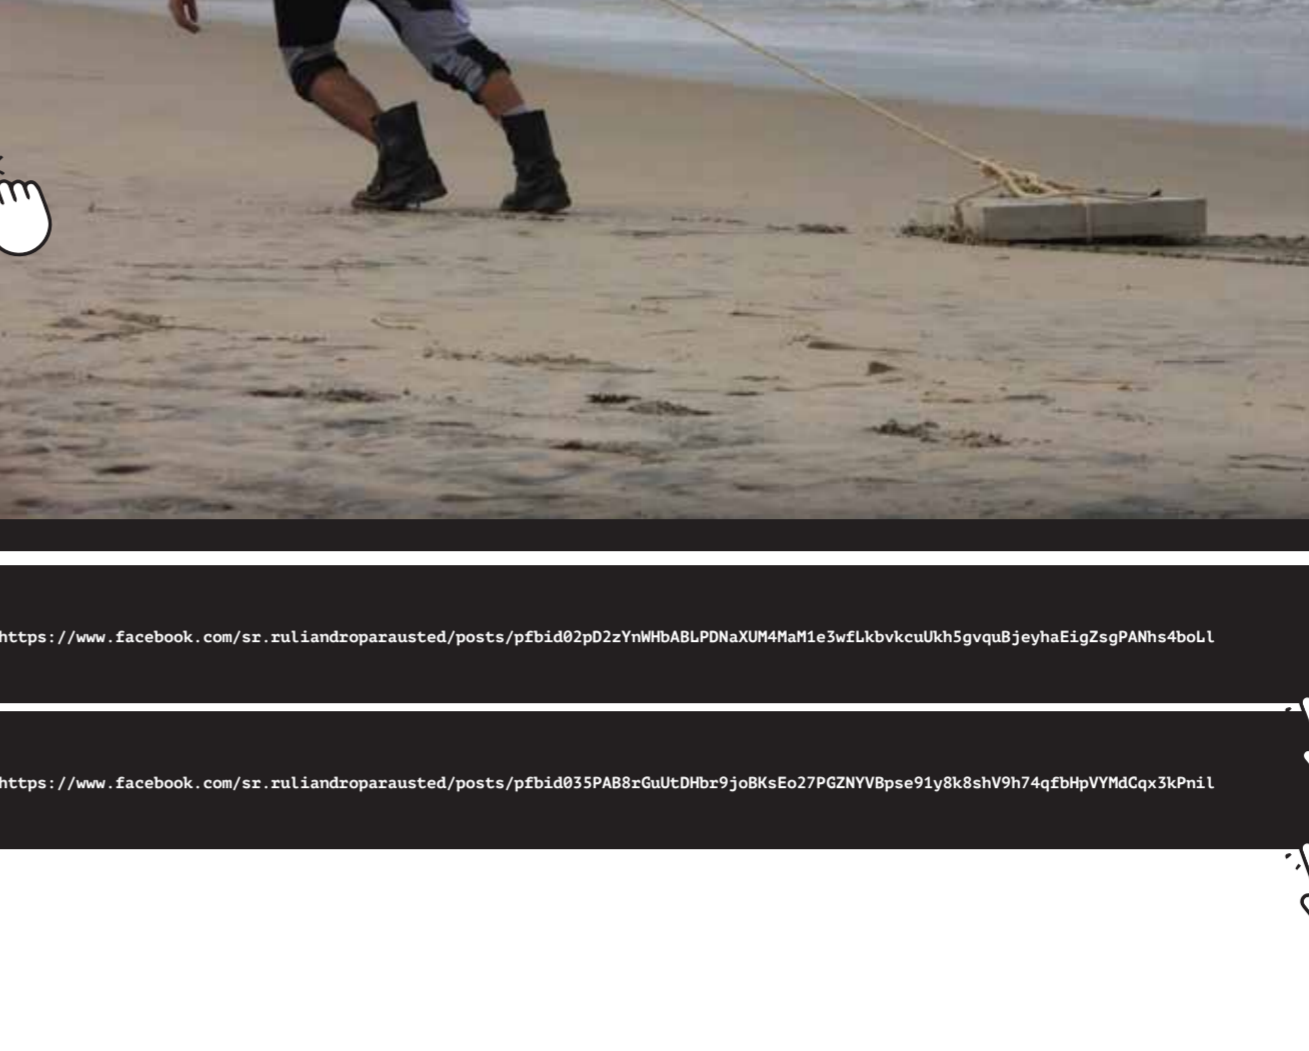 https://www.facebook.com/sr.ruliandroparausted/posts/pfbid02pD2zYnWHbABLPDNaXUM4MaM1e3wfLkbvkcuUkh5gvquBjeyhaEigZsgPANhs4boLl
https://www.facebook.com/sr.ruliandroparausted/posts/pfbid035PAB8rGuUtDHbr9joBKsEo27PGZNYVBpse91y8k8shV9h74qfbHpVYMdCqx3kPnil